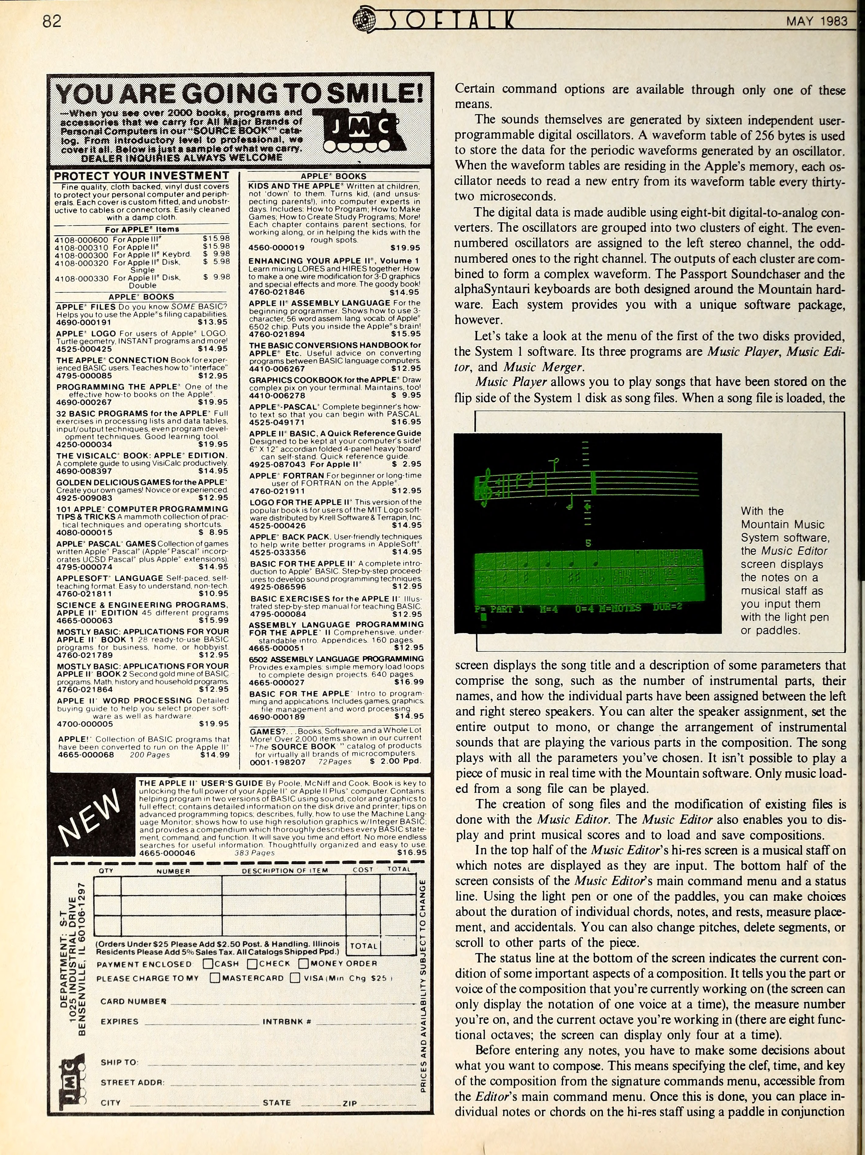 82
SOFTALK
MAY 1983
YOU ARE GOING TO SMILE!
—When you see over 2000 books, programs and
accessories that we carry for All Major Brands of
Personal Computers in our "SOURCE BOOK" cata-
log. From introductory level to professional, we
cover it all. Below is just a sample of what we carry.
DEALER INQUIRIES ALWAYS WELCOME
JMC
PROTECT YOUR INVESTMENT
Fine quality, cloth backed, vinyl dust covers
to protect your personal computer and periph-
erals. Each cover is custom fitted, and unobstr-
uctive to cables or connectors. Easily cleaned
with a damp cloth.
For APPLE® Items
4108-000600 For Apple III® $15.98
4108-000310 For Apple II® $15.98
4108-000300 For Apple II® Keybrd. $ 9.98
4108-000320 For Apple II® Disk, $ 5.98
Single
4108-000330 For Apple II® Disk, $ 9.98
Double
APPLE® BOOKS
APPLE® FILES Do you know SOME BASIC?
Helps you to use the Apple's filing capabilities.
4690-000191 $13.95
APPLE® LOGO For users of Apple® LOGO.
Turtle geometry, INSTANT programs and more!
4525-000425 $14.95
THE APPLE® CONNECTION Book for exper-
ienced BASIC users. Teaches how to "interface"
4795-000085 $12.95
PROGRAMMING THE APPLE® One of the
effective how-to books on the Apple®.
4690-000267 $19.95
32 BASIC PROGRAMS for the APPLE® Full
exercises in processing lists and data tables,
input/output techniques, even program devel-
opment techniques. Good learning tool.
4250-000034 $19.95
THE VISICALC® BOOK: APPLE® EDITION.
A complete guide to using VisiCalc productively.
4690-008397 $14.95
GOLDEN DELICIOUS GAMES for the APPLE®
Create your own games! Novice or experienced.
4925-009083 $12.95
101 APPLE® COMPUTER PROGRAMMING
TIPS & TRICKS A mammoth collection of prac-
tical techniques and operating shortcuts.
4080-000015 $ 8.95
APPLE® PASCAL® GAMES Collection of games
written Apple® Pascal® (Apple® Pascal® incorp-
orates UCSD Pascal® plus Apple® extensions).
4795-000074 $14.95
APPLESOFT® LANGUAGE Self-paced, self-
teaching format. Easy to understand, non-tech.
4760-021811 $10.95
SCIENCE & ENGINEERING PROGRAMS,
APPLE II® EDITION 45 different programs
4665-000063 $15.99
MOSTLY BASIC: APPLICATIONS FOR YOUR
APPLE II® BOOK 1 28 ready-to-use BASIC
programs for business, home, or hobbyist.
4760-021789 $12.95
MOSTLY BASIC: APPLICATIONS FOR YOUR
APPLE II® BOOK 2 Second gold mine of BASIC
programs. Math, history and household programs.
4760-021864 $12.95
APPLE II® WORD PROCESSING Detailed
buying guide to help you select proper soft-
ware as well as hardware.
4700-000005 $19.95
APPLE!® Collection of BASIC programs that
have been converted to run on the Apple II®
4665-000068 200 Pages $14.99
APPLE® BOOKS
KIDS AND THE APPLE® Written at children,
not 'down' to them. Turns kid, (and unsus-
pecting parents!), into computer experts in
days. Includes: How to Program; How to Make
Games; How to Create Study Programs; More!
Each chapter contains parent sections, for
working along, or in helping the kids with the
rough spots.
4560-000019 $19.95
ENHANCING YOUR APPLE II®, Volume 1
Learn mixing LORES and HIRES together. How
to make a one wire modification for 3-D graphics
and special effects and more. The goody book!
4760-021846 $14.95
APPLE II® ASSEMBLY LANGUAGE For the
beginning programmer. Shows how to use 3-
character, 56 word assem. lang. vocab. of Apple®
6502 chip. Puts you inside the Apple®'s brain!
4760-021894 $15.95
THE BASIC CONVERSIONS HANDBOOK for
APPLE® Etc. Useful advice on converting
programs between BASIC language computers.
4410-006267 $12.95
GRAPHICS COOKBOOK for the APPLE® Draw
complex pix on your terminal. Maintains, too!
4410-006278 $ 9.95
APPLE®-PASCAL® Complete beginner's how-
to text so that you can begin with PASCAL.
4525-049171 $16.95
APPLE II® BASIC, A Quick Reference Guide
Designed to be kept at your computer's side!
6" X 12" accordian folded 4-panel heavy 'board'
can self-stand. Quick reference guide.
4925-087043 For Apple II® $ 2.95
APPLE® FORTRAN For beginner or long-time
user of FORTRAN on the Apple®.
4760-021911 $12.95
LOGO FOR THE APPLE II® This version of the
popular book is for users of the MIT Logo soft-
ware distributed by Krell Software & Terrapin, Inc.
4525-000426 $14.95
APPLE® BACK PACK. User-friendly techniques
to help write better programs in AppleSoft®
4525-033356 $14.95
BASIC FOR THE APPLE II® A complete intro-
duction to Apple® BASIC. Step-by-step proceed-
ures to develop sound programming techniques.
4925-086596 $12.95
BASIC EXERCISES for the APPLE II® Illus-
trated step-by-step manual for teaching BASIC.
4795-000084 $12.95
ASSEMBLY LANGUAGE PROGRAMMING
FOR THE APPLE® II Comprehensive, under-
standable intro. Appendices. 160 pages.
4665-000051 $12.95
6502 ASSEMBLY LANGUAGE PROGRAMMING
Provides examples, simple memory load loops
to complete design projects. 640 pages.
4665-000027 $16.99
BASIC FOR THE APPLE® Intro to program-
ming and applications. Includes games, graphics,
file management and word processing.
4690-000189 $14.95
GAMES?. . .Books, Software, and a Whole Lot
More! Over 2,000 items shown in our current
"The SOURCE BOOK" catalog of products
for virtually all brands of microcomputers.
0001-198797 72 Pages $ 2.00 Ppd.
NEW
THE APPLE II® USER'S GUIDE By Poole, McNiff and Cook. Book is key to
unlocking the full power of your Apple II® or Apple II Plus® computer. Contains
helping program in two versions of BASIC using sound, color and graphics to
full effect; contains detailed information on the disk drive and printer; tips on
advanced programming topics; describes, fully, how to use the Machine Lang-
uage Monitor; shows how to use high resolution graphics w/Integer BASIC,
and provides a compendium which thoroughly describes every BASIC state-
ment, command, and function. It will save you time and effort. No more endless
searches for useful information. Thoughtfully organized and easy to use.
4665-000046 383 Pages $16.95
QTY NUMBER DESCRIPTION OF ITEM COST TOTAL
(Orders Under $25 Please Add $2.50 Post. & Handling. Illinois
Residents Please Add 5% Sales Tax. All Catalogs Shipped Ppd.)
TOTAL
PAYMENT ENCLOSED CASH CHECK MONEY ORDER
PLEASE CHARGE TO MY MASTERCARD VISA (Min Chg $25)
CARD NUMBER
EXPIRES INTRBNK #
SHIP TO:
STREET ADDR:
CITY STATE ZIP
DEPARTMENT: S-T
1025 INDUSTRIAL DRIVE
BENSENVILLE, IL 60106-1297
JMC
PRICES AND AVAILABILITY SUBJECT TO CHANGE
Certain command options are available through only one of these
means.
The sounds themselves are generated by sixteen independent user-
programmable digital oscillators. A waveform table of 256 bytes is used
to store the data for the periodic waveforms generated by an oscillator.
When the waveform tables are residing in the Apple's memory, each os-
cillator needs to read a new entry from its waveform table every thirty-
two microseconds.
The digital data is made audible using eight-bit digital-to-analog con-
verters. The oscillators are grouped into two clusters of eight. The even-
numbered oscillators are assigned to the left stereo channel, the odd-
numbered ones to the right channel. The outputs of each cluster are com-
bined to form a complex waveform. The Passport Soundchaser and the
alphaSyntauri keyboards are both designed around the Mountain hard-
ware. Each system provides you with a unique software package,
however.
Let's take a look at the menu of the first of the two disks provided,
the System 1 software. Its three programs are Music Player, Music Edi-
tor, and Music Merger.
Music Player allows you to play songs that have been stored on the
flip side of the System 1 disk as song files. When a song file is loaded, the
S
P= PART 1 M=4 O=4 M=NOTES DUR=2
With the
Mountain Music
System software,
the Music Editor
screen displays
the notes on a
musical staff as
you input them
with the light pen
or paddles.
screen displays the song title and a description of some parameters that
comprise the song, such as the number of instrumental parts, their
names, and how the individual parts have been assigned between the left
and right stereo speakers. You can alter the speaker assignment, set the
entire output to mono, or change the arrangement of instrumental
sounds that are playing the various parts in the composition. The song
plays with all the parameters you've chosen. It isn't possible to play a
piece of music in real time with the Mountain software. Only music load-
ed from a song file can be played.
The creation of song files and the modification of existing files is
done with the Music Editor. The Music Editor also enables you to dis-
play and print musical scores and to load and save compositions.
In the top half of the Music Editor's hi-res screen is a musical staff on
which notes are displayed as they are input. The bottom half of the
screen consists of the Music Editor's main command menu and a status
line. Using the light pen or one of the paddles, you can make choices
about the duration of individual chords, notes, and rests, measure place-
ment, and accidentals. You can also change pitches, delete segments, or
scroll to other parts of the piece.
The status line at the bottom of the screen indicates the current con-
dition of some important aspects of a composition. It tells you the part or
voice of the composition that you're currently working on (the screen can
only display the notation of one voice at a time), the measure number
you're on, and the current octave you're working in (there are eight func-
tional octaves; the screen can display only four at a time).
Before entering any notes, you have to make some decisions about
what you want to compose. This means specifying the clef, time, and key
of the composition from the signature commands menu, accessible from
the Editor's main command menu. Once this is done, you can place in-
dividual notes or chords on the hi-res staff using a paddle in conjunction